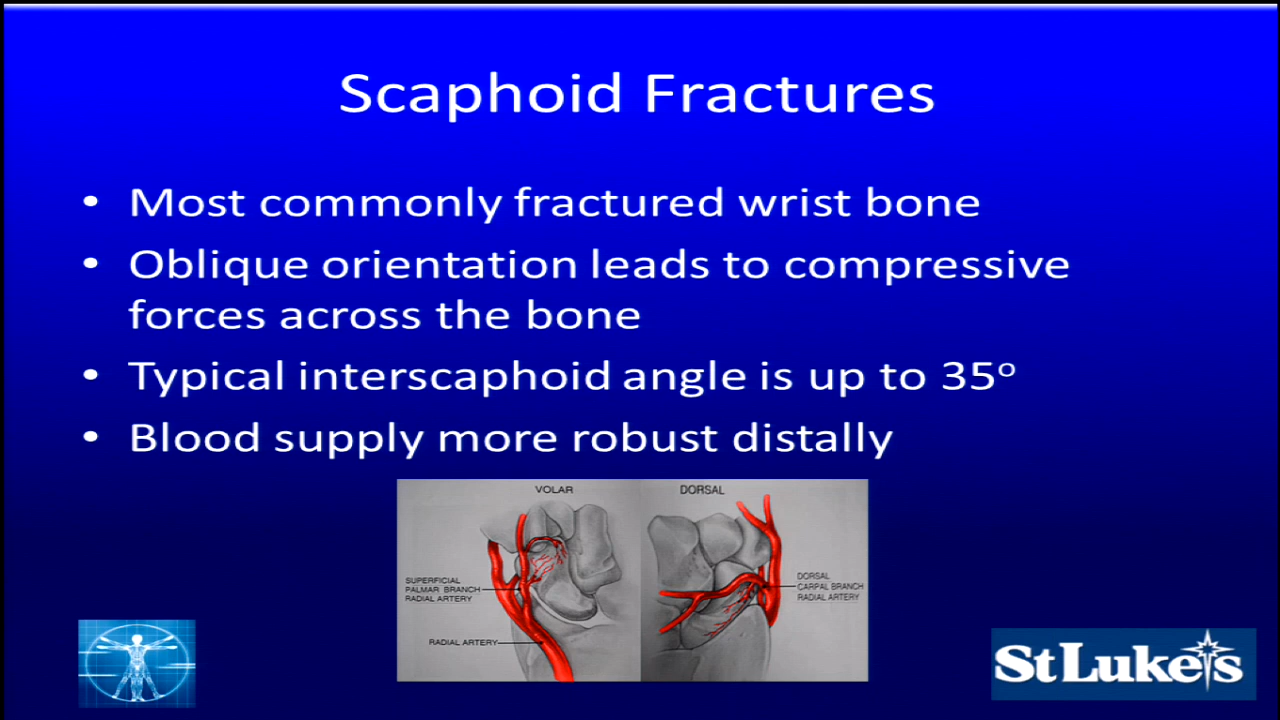 Scaphoid Fractures
• Most commonly fractured wrist bone
• Oblique orientation leads to compressive
forces across the bone
• Typical interscaphoid angle is up to 35º
• Blood supply more robust distally
VOLAR
DORSAL
SUPERFICIAL
PALMAR BRANCH
RADIAL ARTERY
RADIAL ARTERY
DORSAL
CARPAL BRANCH
RADIAL ARTERY
StLuke's